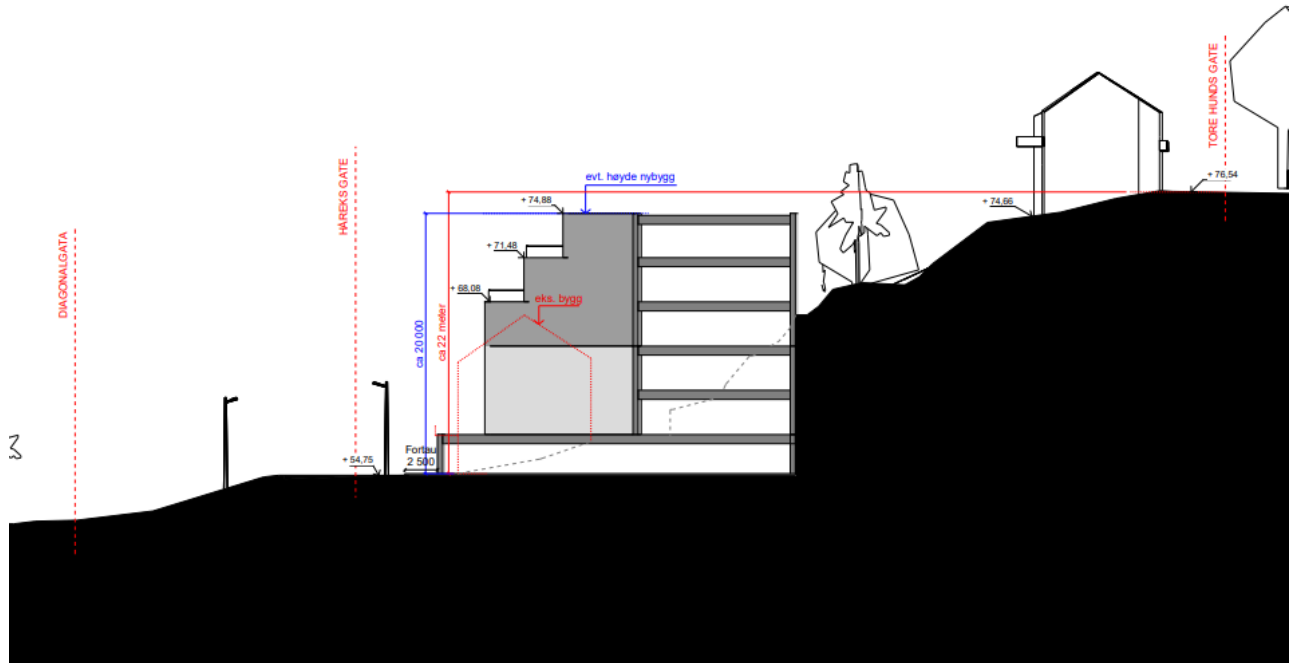 DIAGONALGATA
HÅREKS GATE
TORE HUNDS GATE
evt. høyde nybygg
+ 76,54
+ 74,88
+ 74,66
+ 71,48
+ 68,08
eks. bygg
ca 20 000
ca 22 meter
Fortau
2 500
+ 54,75